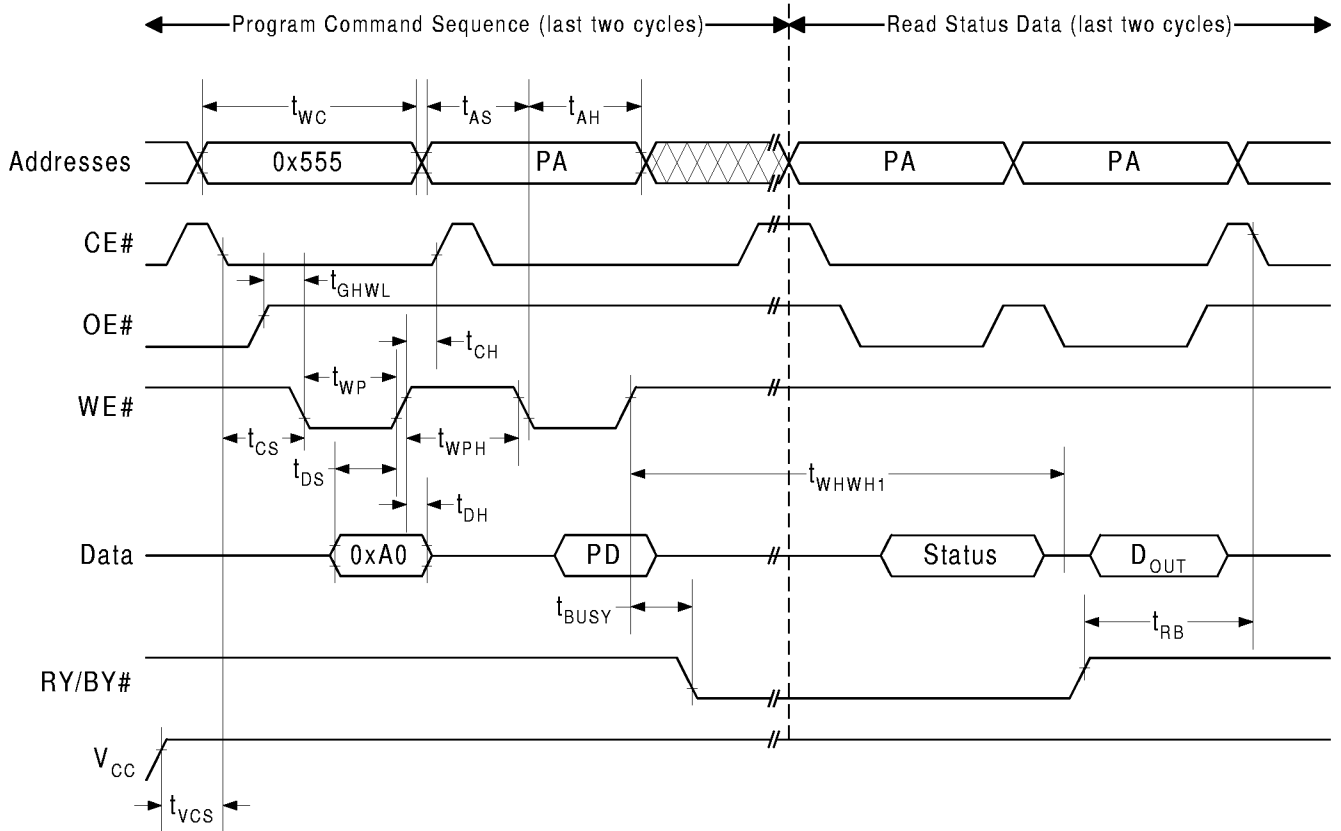 Program Command Sequence (last two cycles)
Read Status Data (last two cycles)
tWC
tAS
tAH
Addresses
0x555
PA
PA
PA
CE#
tGHWL
OE#
tCH
tWP
WE#
tCS
tWPH
tDS
tWHWH1
tDH
Data
0xA0
PD
Status
DOUT
tBUSY
tRB
RY/BY#
VCC
tVCS